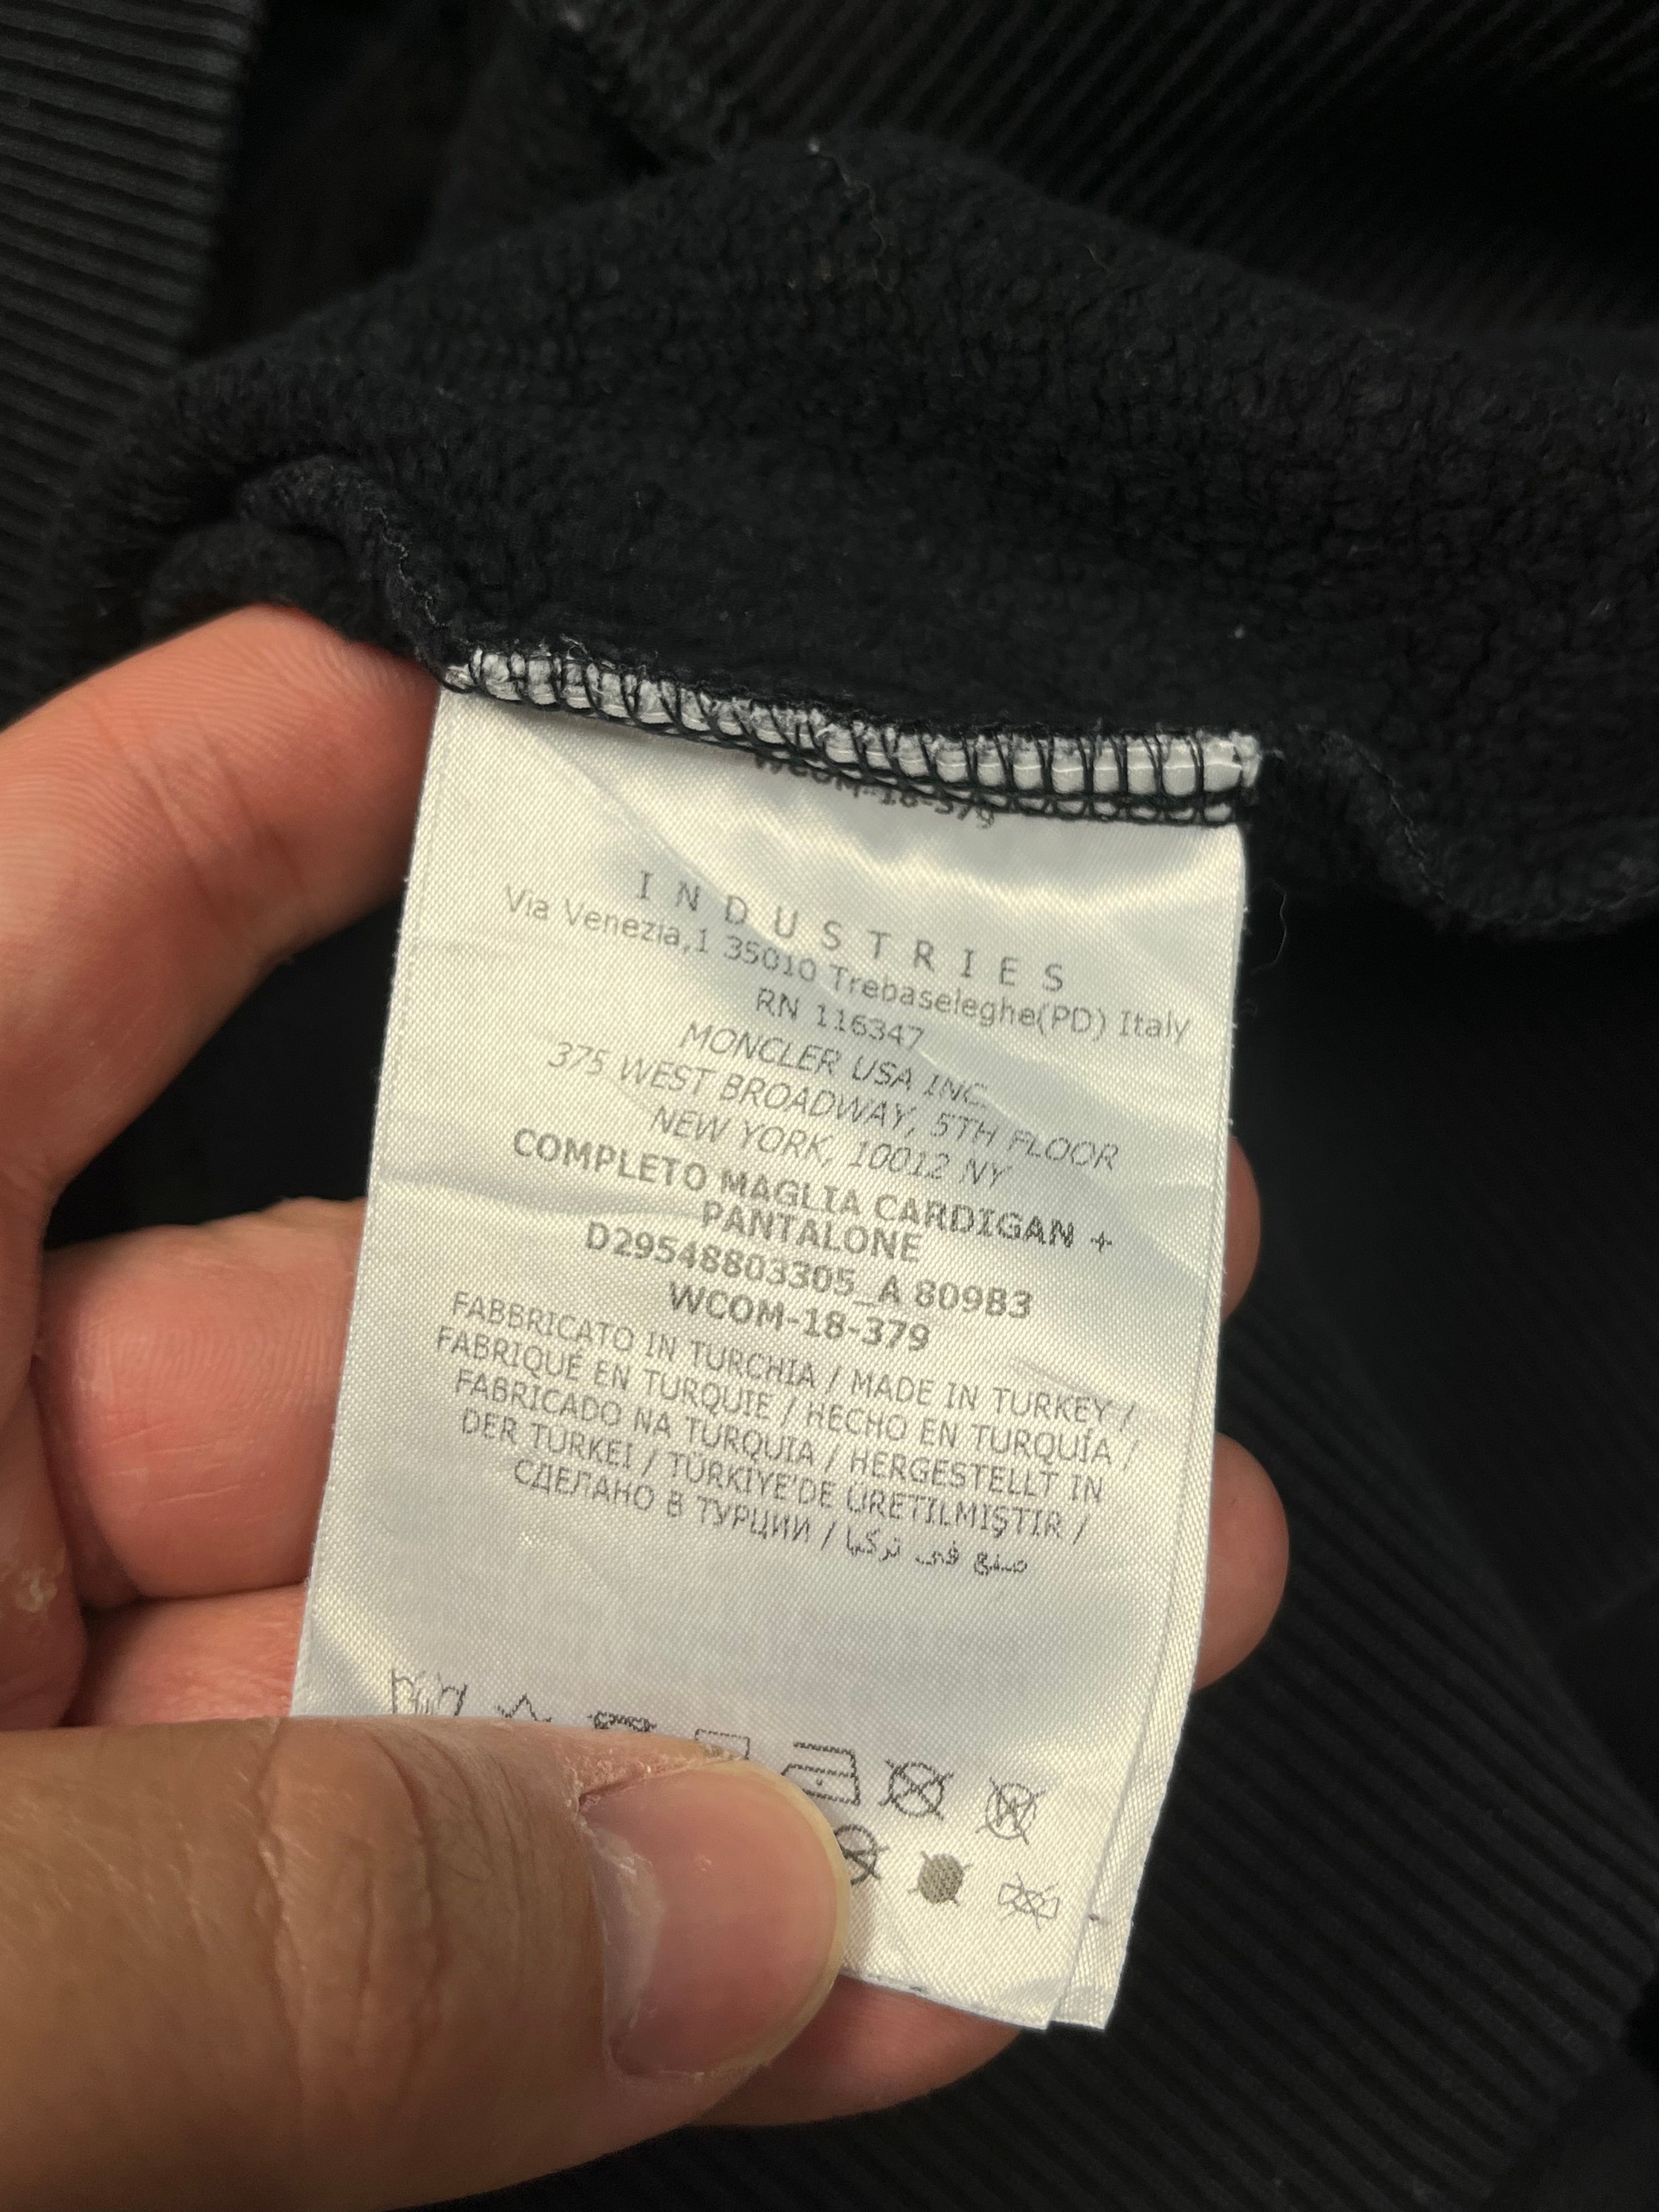 WCOM-18-379
INDUSTRIES
Via Venezia,1 35010 Trebaseleghe(PD) Italy
RN 116347
MONCLER USA INC.
375 WEST BROADWAY, 5TH FLOOR
NEW YORK, 10012 NY
COMPLETO MAGLIA CARDIGAN +
PANTALONE
D29548803305_A 809B3
WCOM-18-379
FABBRICATO IN TURCHIA / MADE IN TURKEY /
FABRIQUÉ EN TURQUIE / HECHO EN TURQUÍA /
FABRICADO NA TURQUIA / HERGESTELLT IN
DER TURKEI / TÜRKİYE'DE ÜRETILMIŞTIR /
СДЕЛАНО В ТУРЦИИ / صنع في تركيا
W